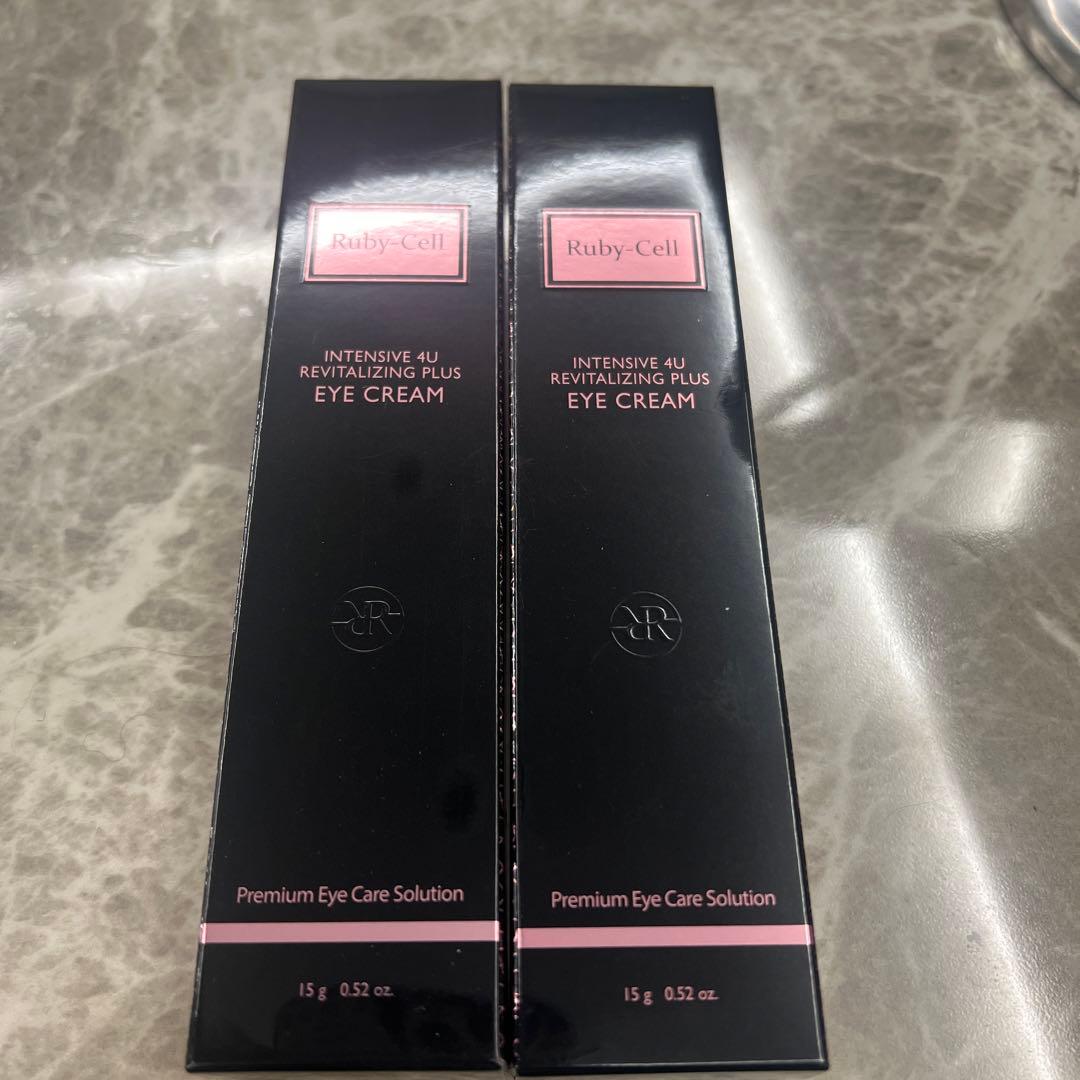 Ruby-Cell
INTENSIVE 4U
REVITALIZING PLUS
EYE CREAM
Premium Eye Care Solution
15 g 0.52 oz.
Ruby-Cell
INTENSIVE 4U
REVITALIZING PLUS
EYE CREAM
Premium Eye Care Solution
15 g 0.52 oz.